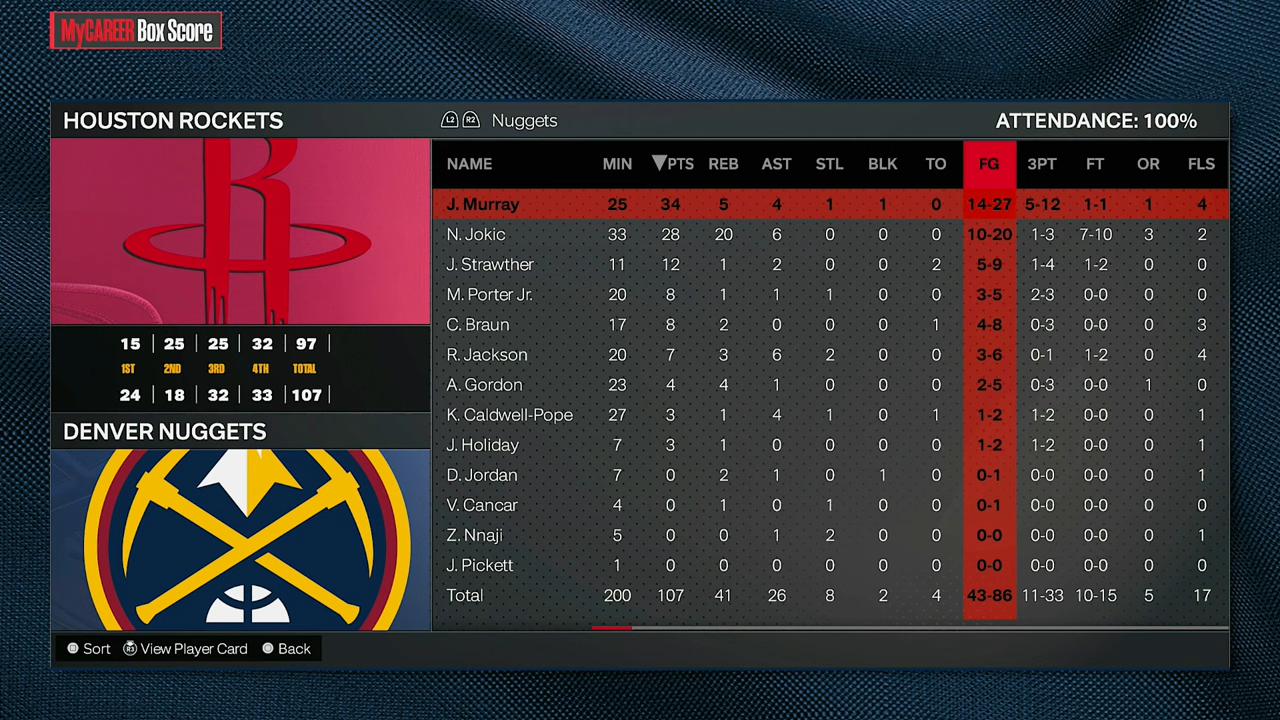 MyCAREER Box Score
HOUSTON ROCKETS
L2 R2 Nuggets
ATTENDANCE: 100%
R
15 25 25 32 97
1ST 2ND 3RD 4TH TOTAL
24 18 32 33 107
DENVER NUGGETS
NAME MIN PTS REB AST STL BLK TO FG 3PT FT OR FLS
J. Murray 25 34 5 4 1 1 0 14-27 5-12 1-1 1 4
N. Jokic 33 28 20 6 0 0 0 10-20 1-3 7-10 3 2
J. Strawther 11 12 1 2 0 0 2 5-9 1-4 1-2 0 0
M. Porter Jr. 20 8 1 1 1 0 0 3-5 2-3 0-0 0 0
C. Braun 17 8 2 0 0 0 1 4-8 0-3 0-0 0 3
R. Jackson 20 7 3 6 2 0 0 3-6 0-1 1-2 0 4
A. Gordon 23 4 4 1 0 0 0 2-5 0-3 0-0 1 0
K. Caldwell-Pope 27 3 1 4 1 0 1 1-2 1-2 0-0 0 1
J. Holiday 7 3 1 0 0 0 0 1-2 1-2 0-0 0 1
D. Jordan 7 0 2 1 0 1 0 0-1 0-0 0-0 0 1
V. Cancar 4 0 1 0 1 0 0 0-1 0-0 0-0 0 0
Z. Nnaji 5 0 0 1 2 0 0 0-0 0-0 0-0 0 1
J. Pickett 1 0 0 0 0 0 0 0-0 0-0 0-0 0 0
Total 200 107 41 26 8 2 4 43-86 11-33 10-15 5 17
Sort R3 View Player Card Back